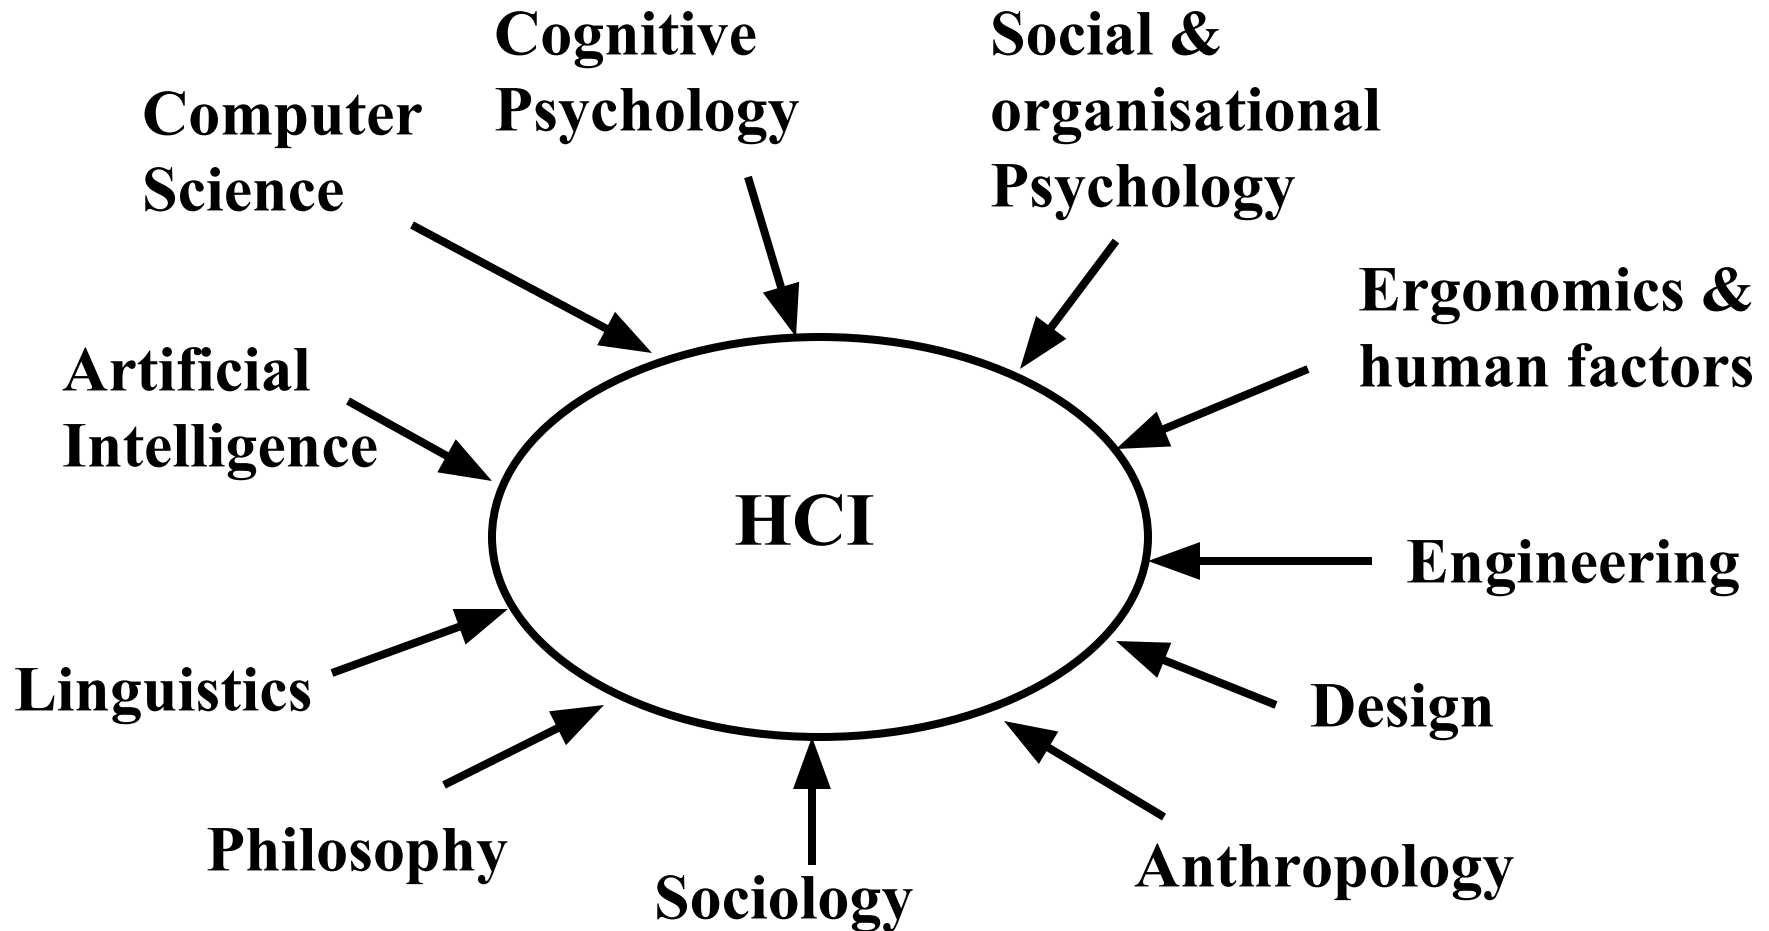 Cognitive
Psychology
Social &
organisational
Psychology
Computer
Science
Ergonomics &
human factors
Artificial
Intelligence
HCI
Engineering
Linguistics
Design
Philosophy
Anthropology
Sociology